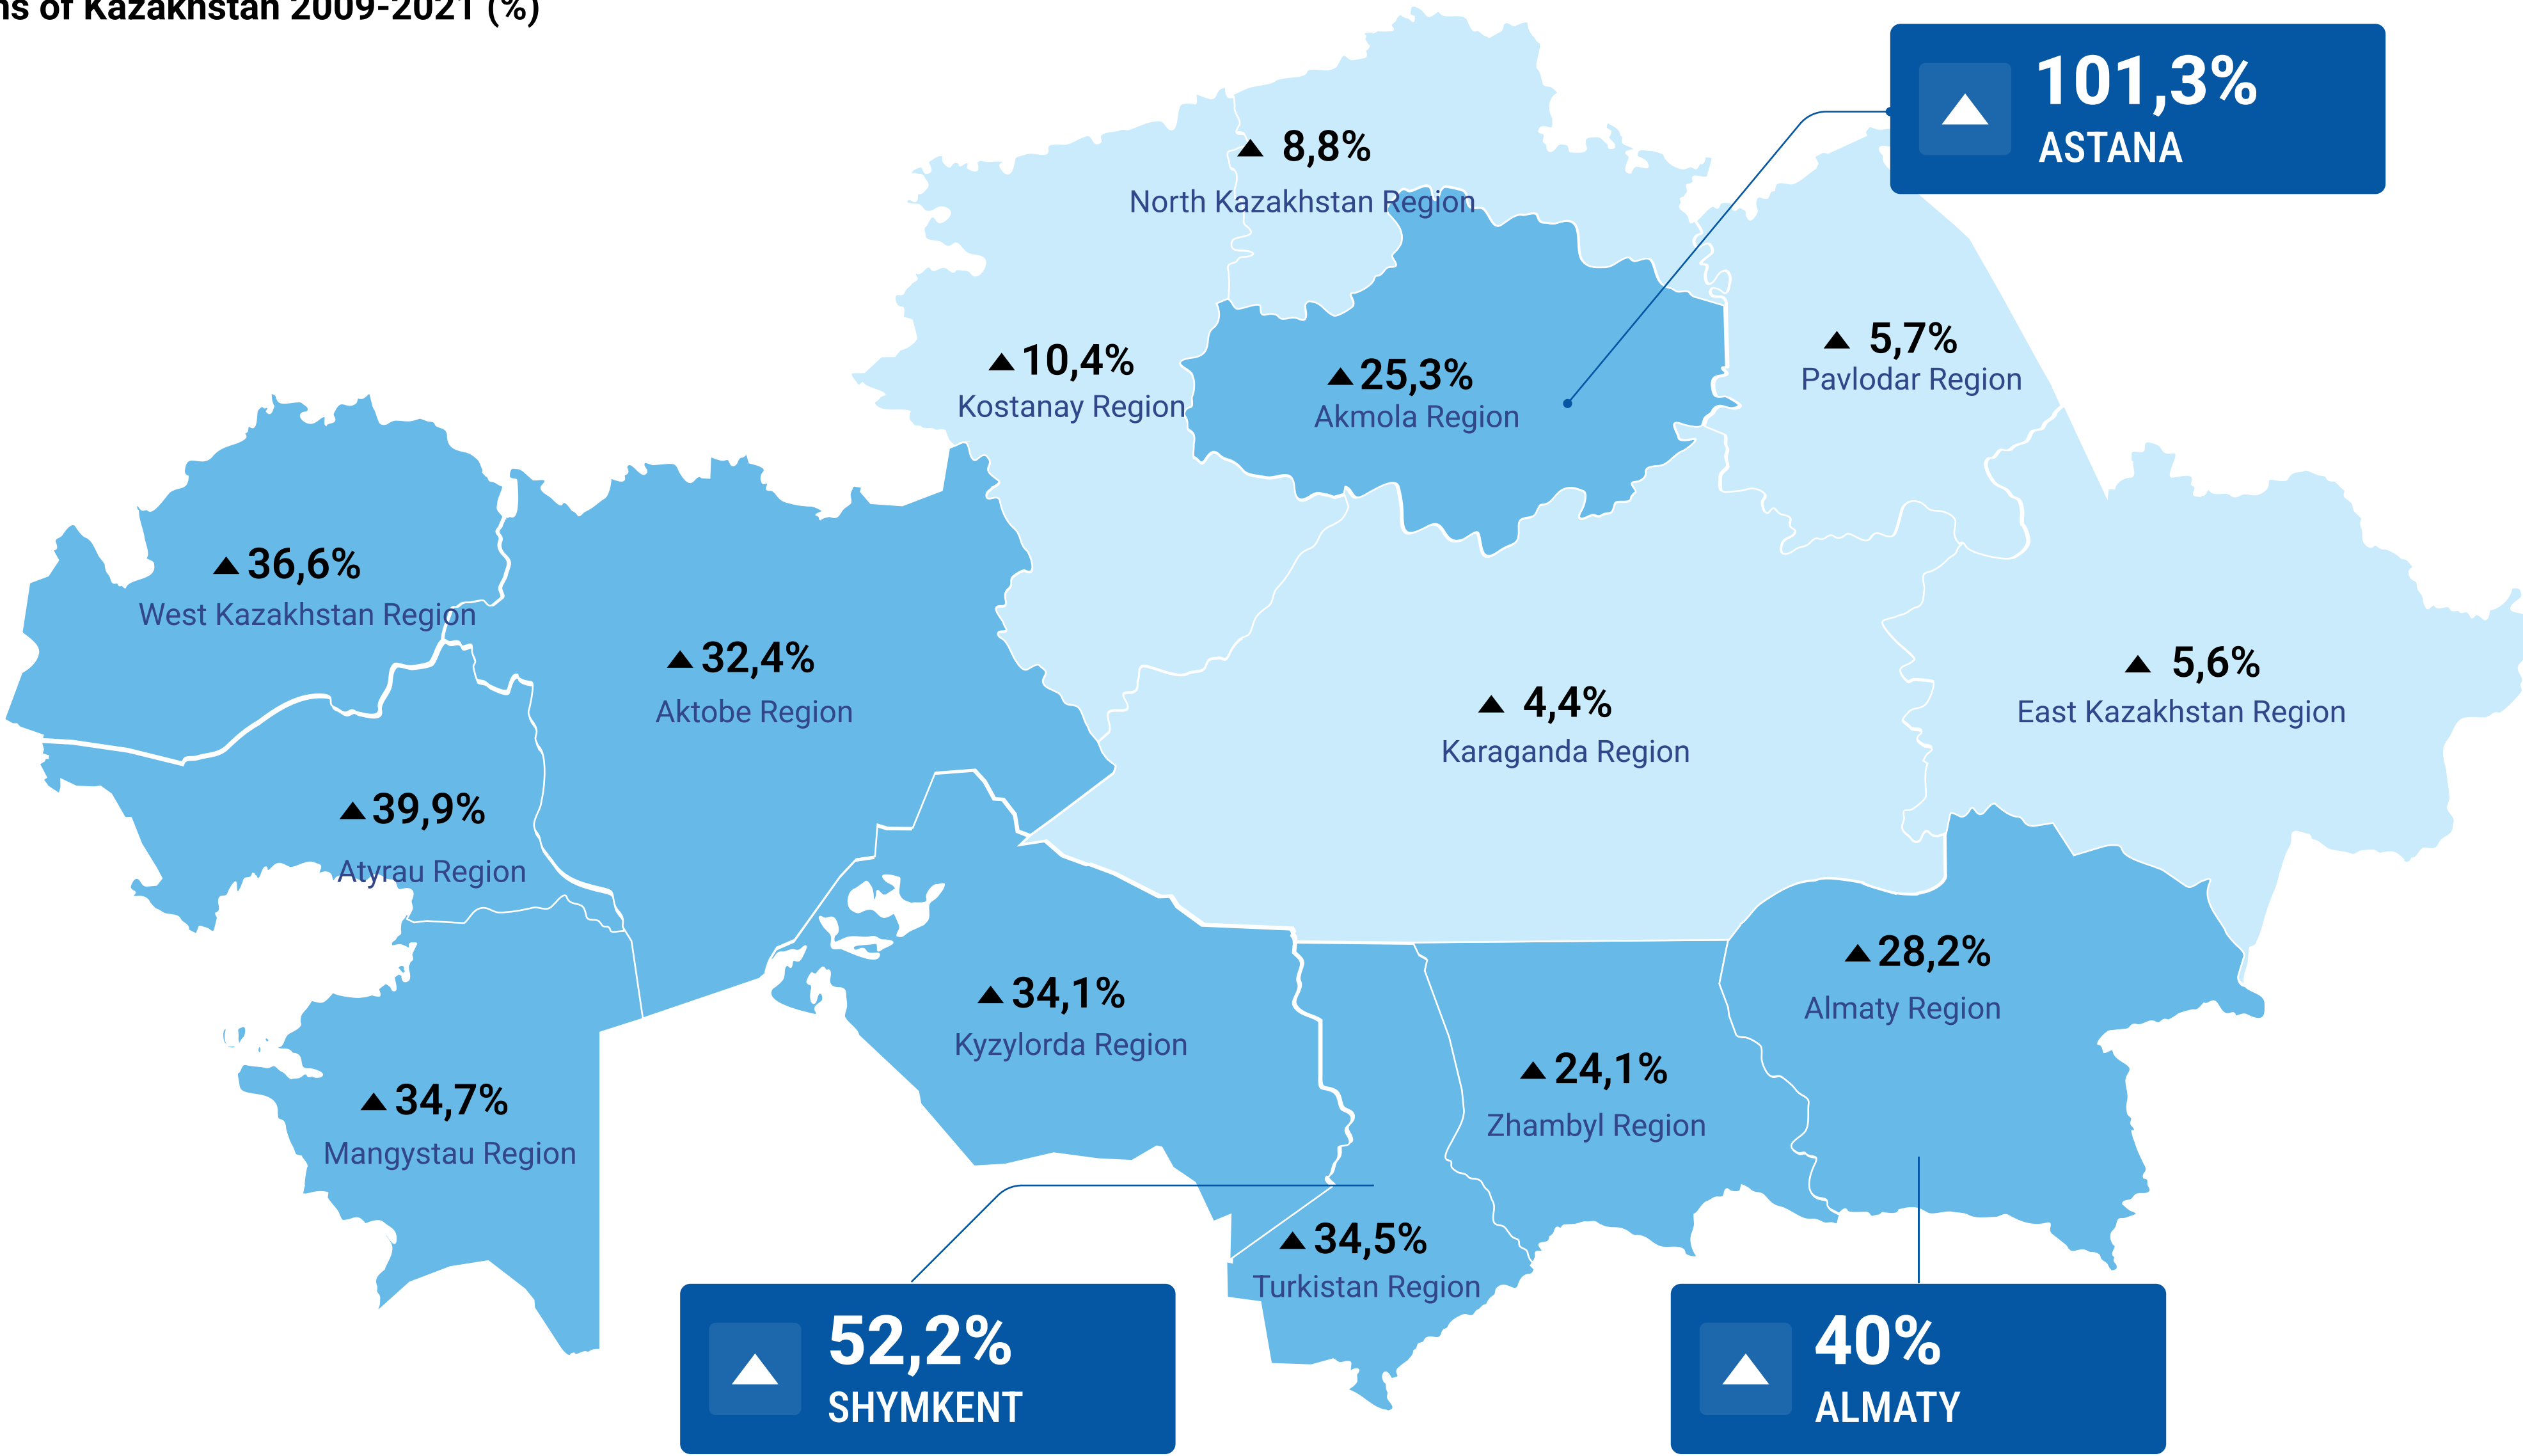 of Kazakhstan 2009-2021 (%)
101,3%
ASTANA
8,8%
North Kazakhstan Region
10,4%
Kostanay Region
25,3%
Akmola Region
5,7%
Pavlodar Region
36,6%
West Kazakhstan Region
32,4%
Aktobe Region
4,4%
Karaganda Region
5,6%
East Kazakhstan Region
39,9%
Atyrau Region
34,1%
Kyzylorda Region
28,2%
Almaty Region
34,7%
Mangystau Region
24,1%
Zhambyl Region
34,5%
Turkistan Region
52,2%
SHYMKENT
40%
ALMATY